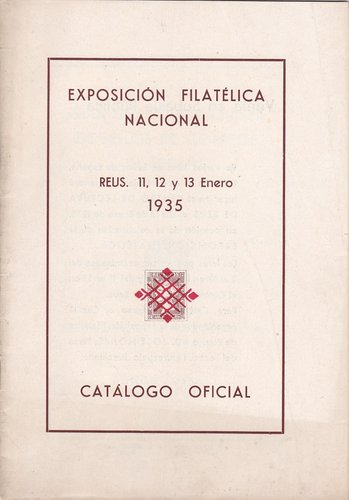 EXPOSICIÓN FILATÉLICA
NACIONAL
REUS. 11, 12 y 13 Enero
1935
CATÁLOGO OFICIAL